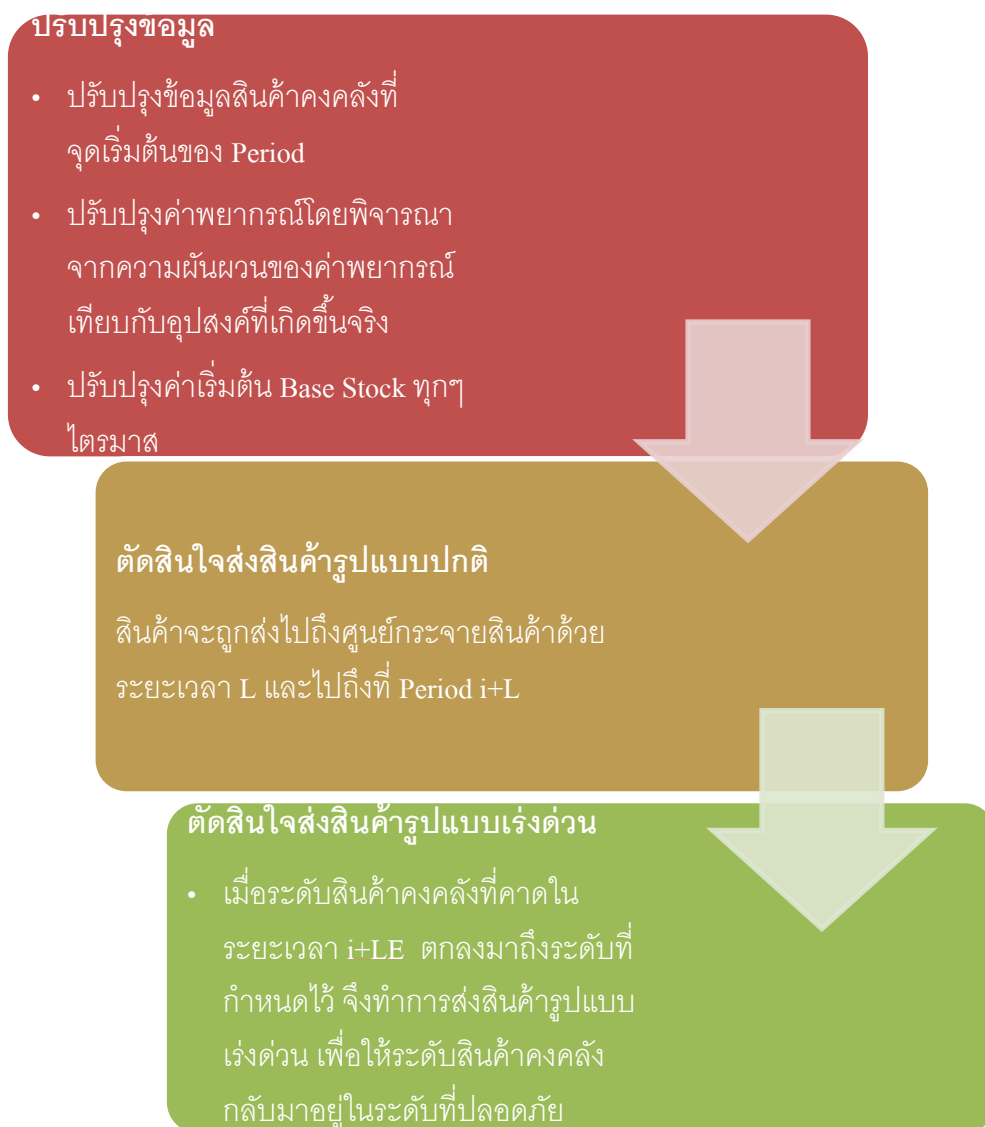 ปรับปรุงข้อมูล
• ปรับปรุงข้อมูลสินค้าคงคลังที่
จุดเริ่มต้นของ Period
• ปรับปรุงค่าพยากรณ์โดยพิจารณา
จากความผันผวนของค่าพยากรณ์
เทียบกับอุปสงค์ที่เกิดขึ้นจริง
• ปรับปรุงค่าเริ่มต้น Base Stock ทุกๆ
ไตรมาส
ตัดสินใจส่งสินค้ารูปแบบปกติ
สินค้าจะถูกส่งไปถึงศูนย์กระจายสินค้าด้วย
ระยะเวลา L และไปถึงที่ Period i+L
ตัดสินใจส่งสินค้ารูปแบบเร่งด่วน
• เมื่อระดับสินค้าคงคลังที่คาดใน
ระยะเวลา i+LE ตกลงมาถึงระดับที่
กำหนดไว้ จึงทำการส่งสินค้ารูปแบบ
เร่งด่วน เพื่อให้ระดับสินค้าคงคลัง
กลับมาอยู่ในระดับที่ปลอดภัย